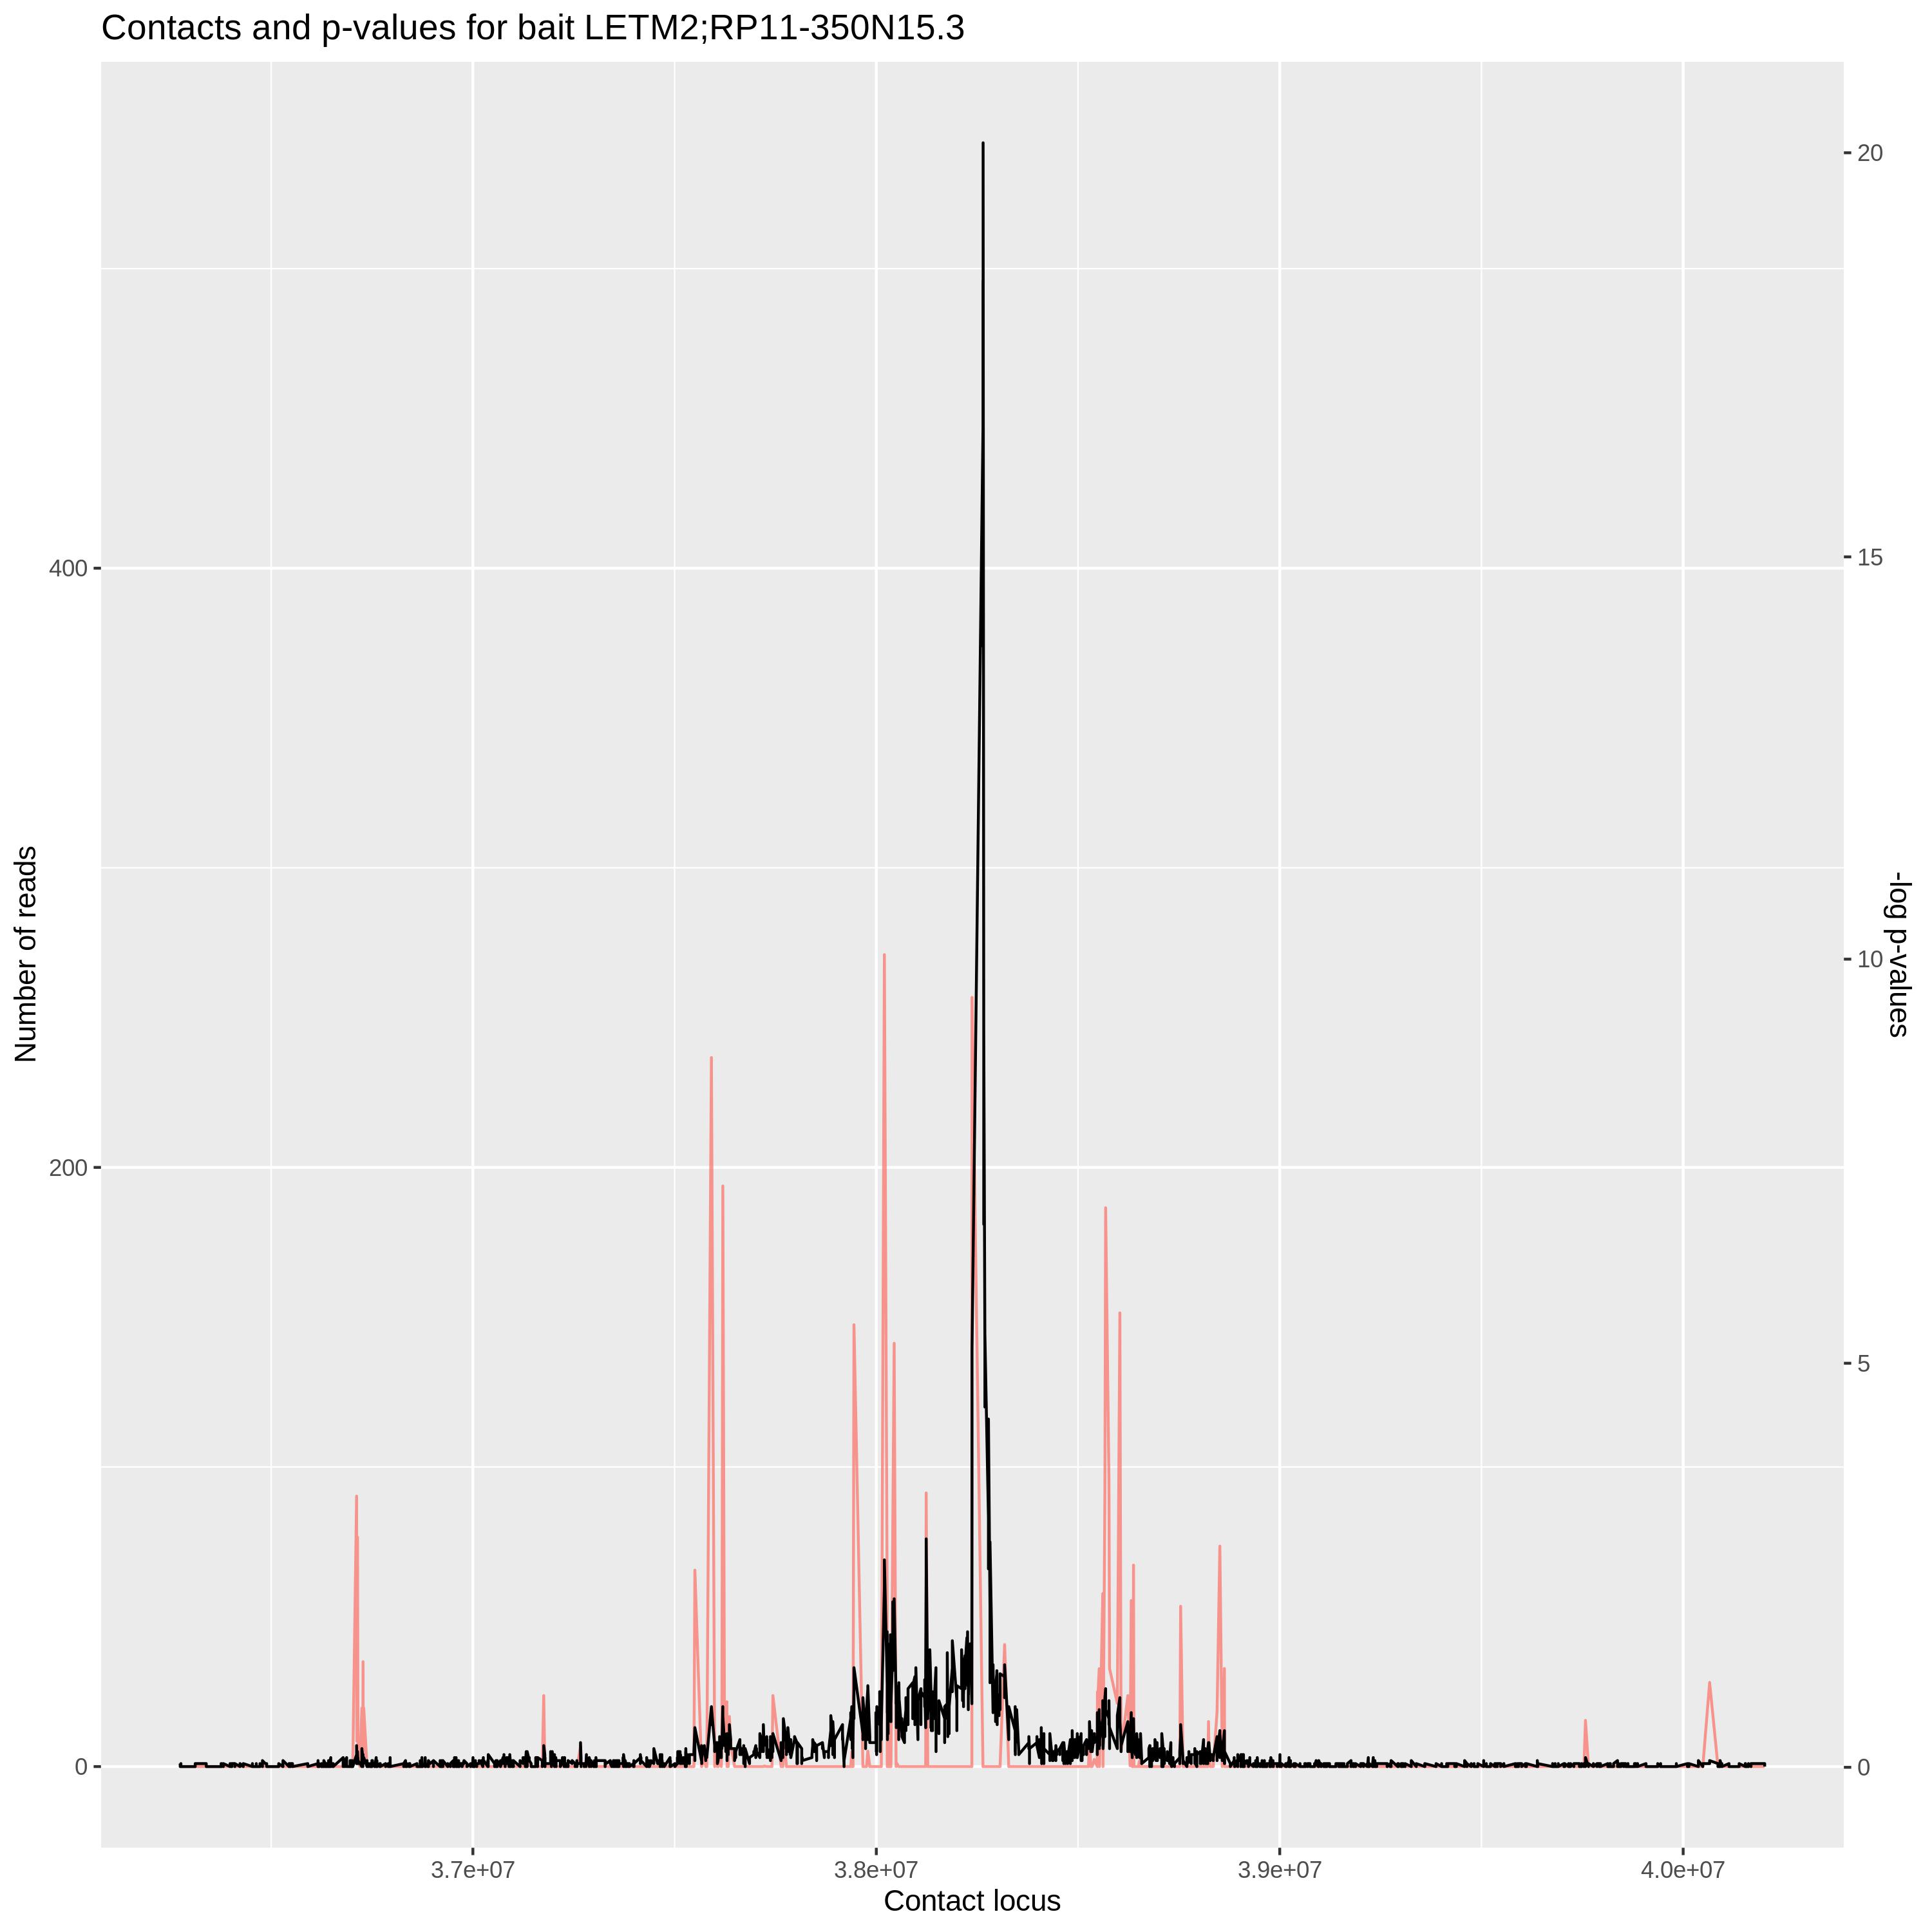 Contacts and p-values for bait LETM2;RP11-350N15.3
Number of reads
400
200
0
20
15
10
5
0
-log p-values
3.7e+07
3.8e+07
3.9e+07
4.0e+07
Contact locus